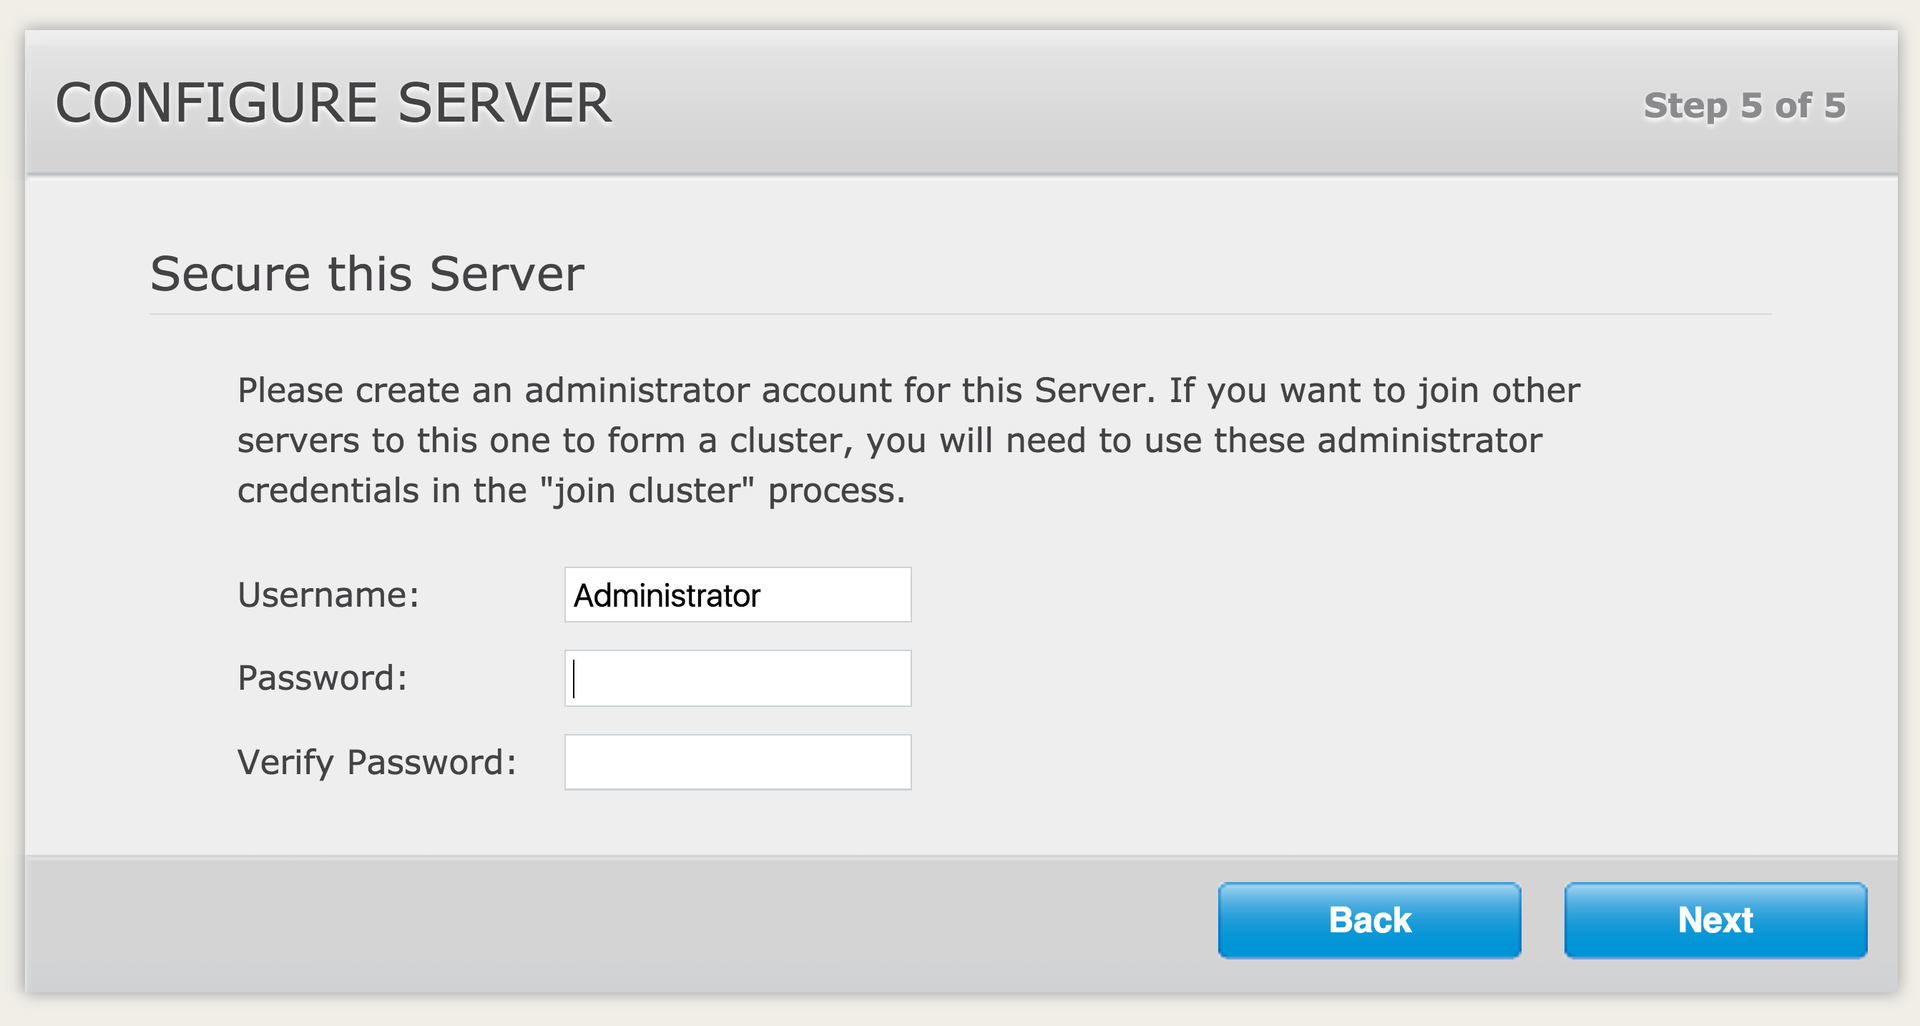 CONFIGURE SERVER
Step 5 of 5
Secure this Server
Please create an administrator account for this Server. If you want to join other
servers to this one to form a cluster, you will need to use these administrator
credentials in the "join cluster" process.
Username: Administrator
Password:
Verify Password:
Back Next